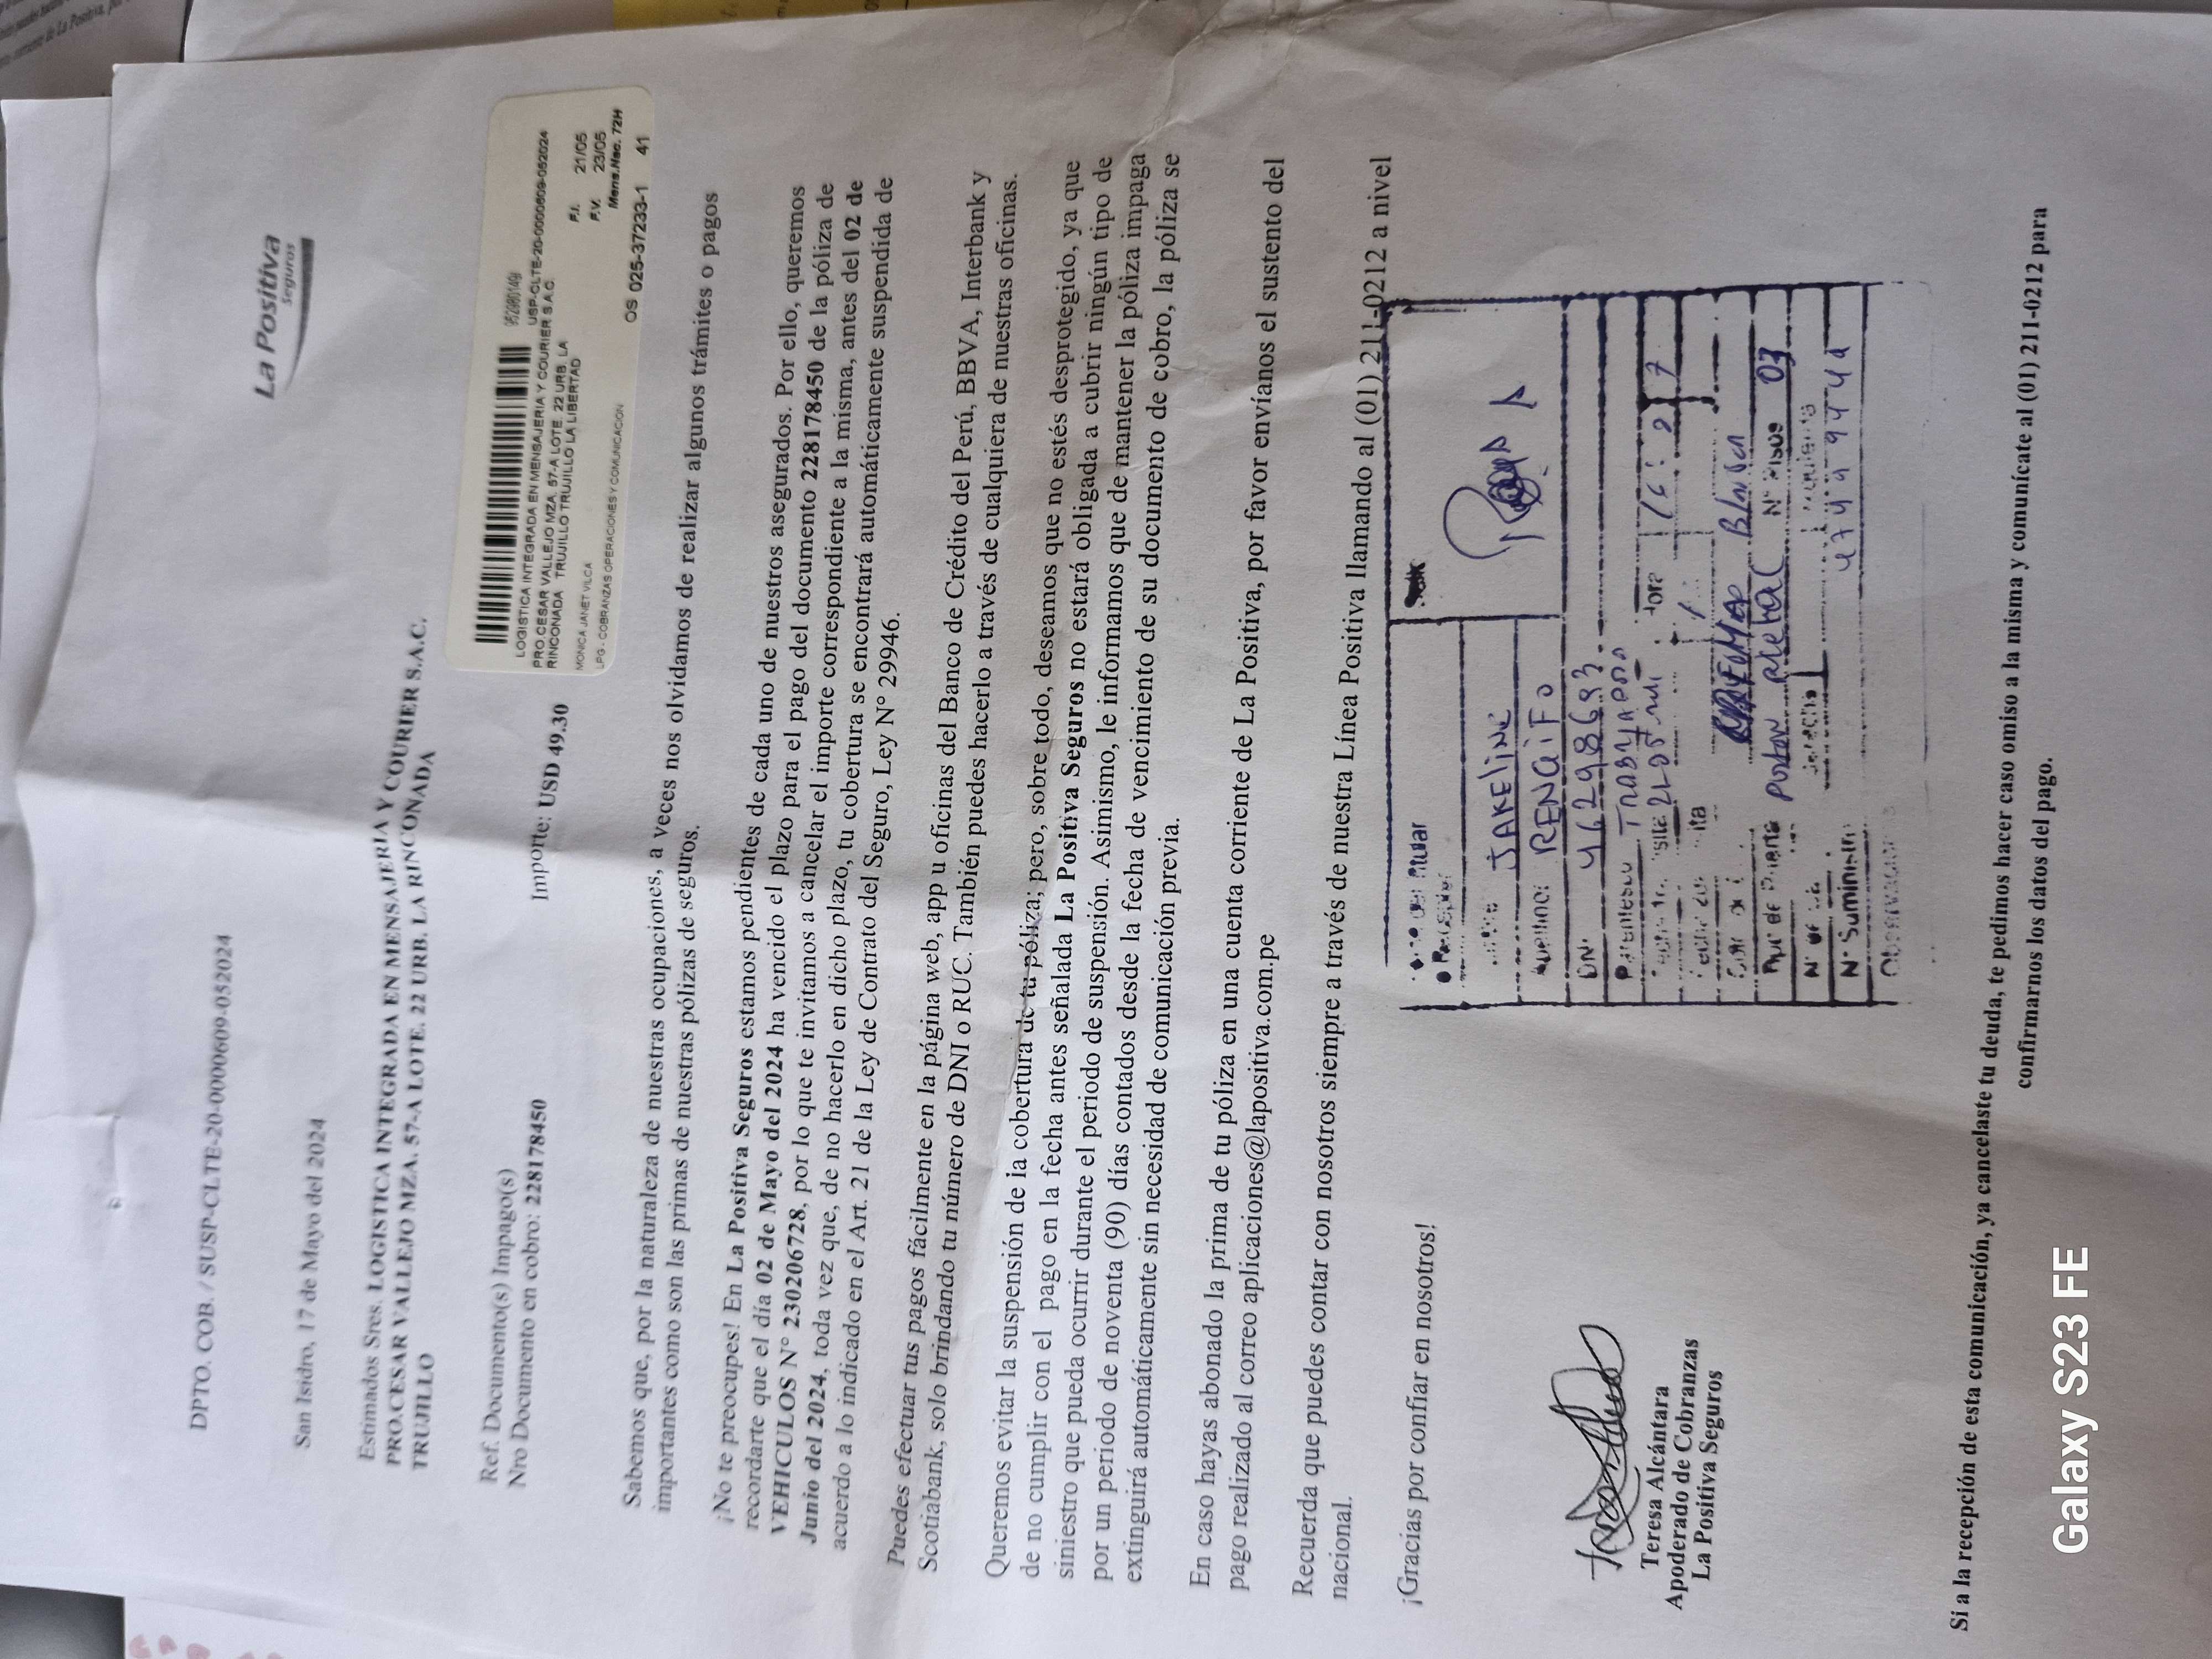 DPTO. COB. / SUSP-CLTE-20-0000609-052024
La Positiva
Seguros
San Isidro, 17 de Mayo del 2024
Estimados Sres. LOGISTICA INTEGRADA EN MENSAJERIA Y COURIER S.A.C.
PRO.CESAR VALLEJO MZA. 57-A LOTE. 22 URB. LA RINCONADA
TRUJILLO
LOGISTICA INTEGRADA EN MENSAJERIA Y COURIER S.A.C.
USP-CLTE-20-0000609-052024
PRO.CESAR VALLEJO MZA. 57-A LOTE. 22 URB. LA
RINCONADA TRUJILLO TRUJILLO LA LIBERTAD
F.I. 21/05
F.V. 23/05
Mens.Nac. 72H
MONICA JANET VILCA
LPG - COBRANZAS OPERACIONES Y COMUNICACION
OS 025-37233-1 41
Ref. Documento(s) Impago(s)
Nro Documento en cobro: 228178450
Importe: USD 49.30
Sabemos que, por la naturaleza de nuestras ocupaciones, a veces nos olvidamos de realizar algunos trámites o pagos
importantes como son las primas de nuestras pólizas de seguros.
¡No te preocupes! En La Positiva Seguros estamos pendientes de cada uno de nuestros asegurados. Por ello, queremos
recordarte que el día 02 de Mayo del 2024 ha vencido el plazo para el pago del documento 228178450 de la póliza de
VEHICULOS N° 2302067​28, por lo que te invitamos a cancelar el importe correspondiente a la misma, antes del 02 de
Junio del 2024, toda vez que, de no hacerlo en dicho plazo, tu cobertura se encontrará automáticamente suspendida de
acuerdo a lo indicado en el Art. 21 de la Ley de Contrato del Seguro, Ley N° 29946.
Puedes efectuar tus pagos fácilmente en la página web, app u oficinas del Banco de Crédito del Perú, BBVA, Interbank y
Scotiabank, solo brindando tu número de DNI o RUC. También puedes hacerlo a través de cualquiera de nuestras oficinas.
Queremos evitar la suspensión de la cobertura de tu póliza; pero, sobre todo, deseamos que no estés desprotegido, ya que
de no cumplir con el pago en la fecha antes señalada La Positiva Seguros no estará obligada a cubrir ningún tipo de
siniestro que pueda ocurrir durante el periodo de suspensión. Asimismo, le informamos que de mantener la póliza impaga
por un periodo de noventa (90) días contados desde la fecha de vencimiento de su documento de cobro, la póliza se
extinguirá automáticamente sin necesidad de comunicación previa.
En caso hayas abonado la prima de tu póliza en una cuenta corriente de La Positiva, por favor envíanos el sustento del
pago realizado al correo aplicaciones@lapositiva.com.pe
Recuerda que puedes contar con nosotros siempre a través de nuestra Línea Positiva llamando al (01) 211-0212 a nivel
nacional.
¡Gracias por confiar en nosotros!
Teresa Alcántara
Apoderado de Cobranzas
La Positiva Seguros
Titular
JAKELINE
RENGIFO
DNI 46298693
Hora
N° Pisos 03
N° Suministro
Si a la recepción de esta comunicación, ya cancelaste tu deuda, te pedimos hacer caso omiso a la misma y comunícate al (01) 211-0212 para
confirmarnos los datos del pago.
Galaxy S23 FE